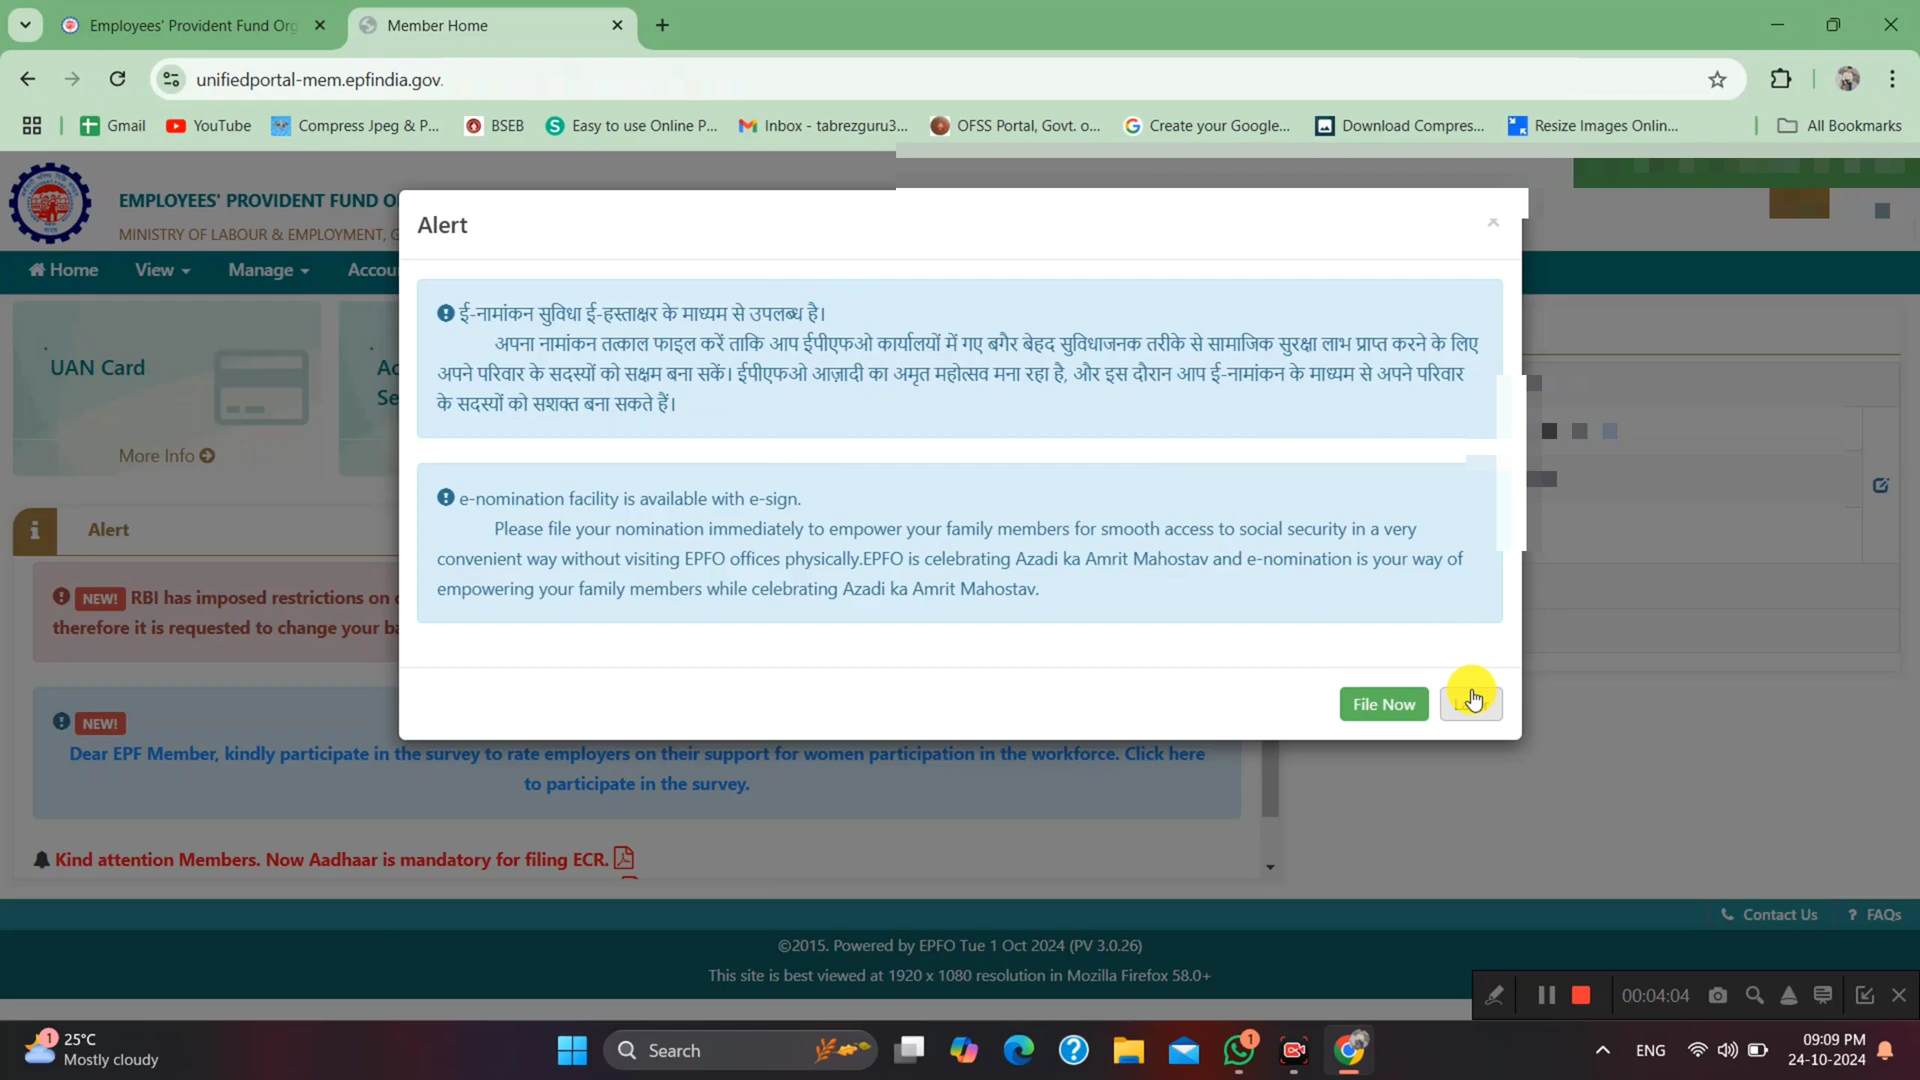 Employees' Provident Fund Org
Member Home
unifiedportal-mem.epfindia.gov.
Gmail
YouTube
Compress Jpeg & P...
BSEB
Easy to use Online P...
Inbox - tabrezguru3...
OFSS Portal, Govt. o...
Create your Google...
Download Compres...
Resize Images Onlin...
All Bookmarks
EMPLOYEES' PROVIDENT FUND O
MINISTRY OF LABOUR & EMPLOYMENT, G
Home
View
Manage
Accou
Alert
×
ई-नामांकन सुविधा ई-हस्ताक्षर के माध्यम से उपलब्ध है।
अपना नामांकन तत्काल फाइल करें ताकि आप ईपीएफओ कार्यालयों में गए बगैर बेहद सुविधाजनक तरीके से सामाजिक सुरक्षा लाभ प्राप्त करने के लिए
अपने परिवार के सदस्यों को सक्षम बना सकें। ईपीएफओ आज़ादी का अमृत महोत्सव मना रहा है, और इस दौरान आप ई-नामांकन के माध्यम से अपने परिवार
के सदस्यों को सशक्त बना सकते हैं।
e-nomination facility is available with e-sign.
Please file your nomination immediately to empower your family members for smooth access to social security in a very
convenient way without visiting EPFO offices physically.EPFO is celebrating Azadi ka Amrit Mahostav and e-nomination is your way of
empowering your family members while celebrating Azadi ka Amrit Mahostav.
File Now
UAN Card
More Info
Ac
Se
Alert
NEW! RBI has imposed restrictions on
therefore it is requested to change your ba
NEW!
Dear EPF Member, kindly participate in the survey to rate employers on their support for women participation in the workforce. Click here
to participate in the survey.
Kind attention Members. Now Aadhaar is mandatory for filing ECR.
Contact Us
? FAQs
©2015. Powered by EPFO Tue 1 Oct 2024 (PV 3.0.26)
This site is best viewed at 1920 x 1080 resolution in Mozilla Firefox 58.0+
00:04:04
1
25°C
Mostly cloudy
Search
1
ENG
09:09 PM
24-10-2024